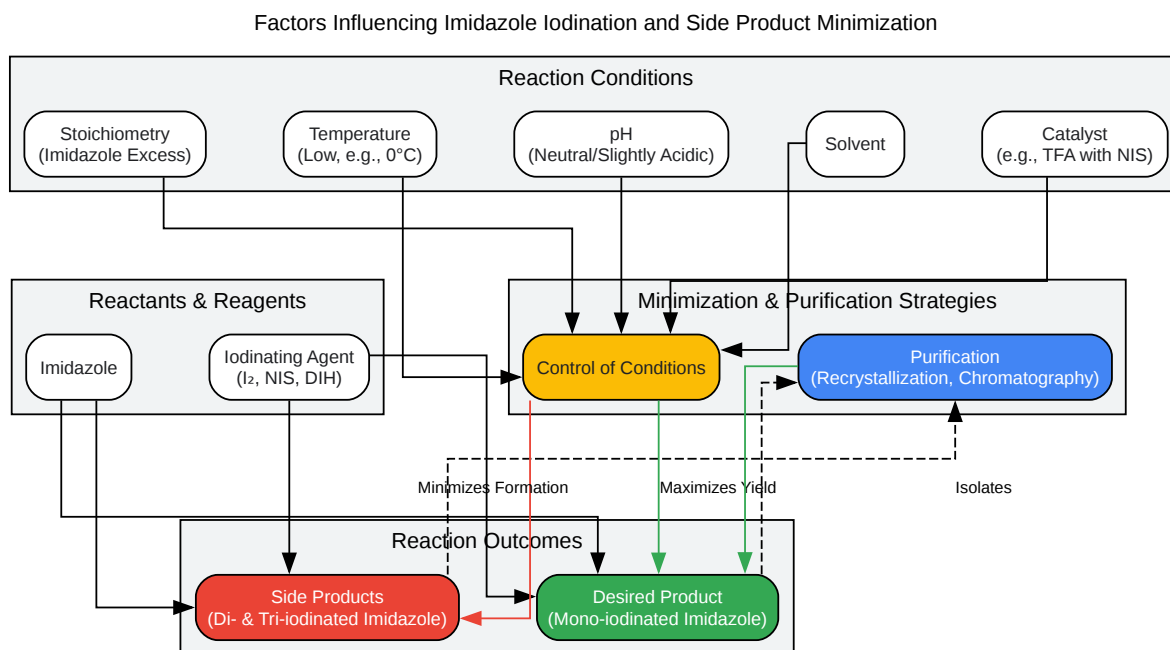 Factors Influencing Imidazole Iodination and Side Product Minimization
Reaction Conditions
Stoichiometry
(Imidazole Excess)
Temperature
(Low, e.g., 0°C)
pH
(Neutral/Slightly Acidic)
Solvent
Catalyst
(e.g., TFA with NIS)
Reactants & Reagents
Imidazole
Iodinating Agent
(I₂, NIS, DIH)
Minimization & Purification Strategies
Control of Conditions
Purification
(Recrystallization, Chromatography)
Minimizes Formation
Maximizes Yield
Isolates
Reaction Outcomes
Side Products
(Di- & Tri-iodinated Imidazole)
Desired Product
(Mono-iodinated Imidazole)